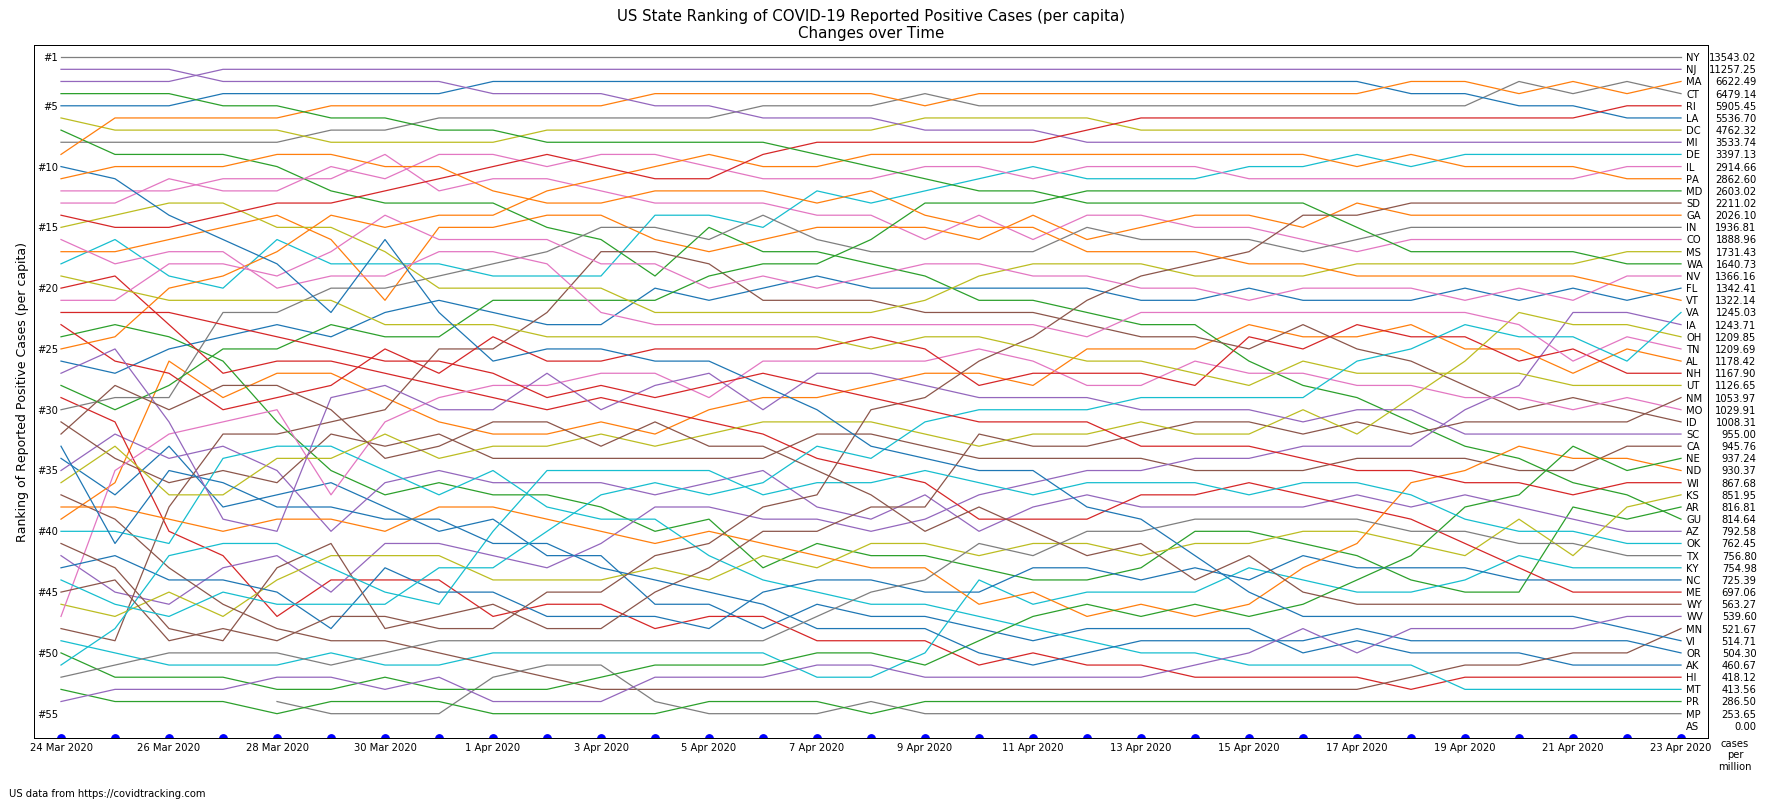 US State Ranking of COVID-19 Reported Positive Cases (per capita)
Changes over Time
Ranking of Reported Positive Cases (per capita)
#1
#5
#10
#15
#20
#25
#30
#35
#40
#45
#50
#55
NY 13543.02
NJ 11257.25
MA 6622.49
CT 6479.14
RI 5905.45
LA 5536.70
DC 4762.32
MI 3533.74
DE 3397.13
IL 2914.66
PA 2862.60
MD 2603.02
SD 2211.02
GA 2026.10
IN 1936.81
CO 1888.96
MS 1731.43
WA 1640.73
NV 1366.16
FL 1342.41
VT 1322.14
VA 1245.03
IA 1243.71
OH 1209.85
TN 1209.69
AL 1178.42
NH 1167.90
UT 1126.65
NM 1053.97
MO 1029.91
ID 1008.31
SC 955.00
CA 945.76
NE 937.24
ND 930.37
WI 867.68
KS 851.95
AR 816.81
GU 814.64
AZ 792.58
OK 762.45
TX 756.80
KY 754.98
NC 725.39
ME 697.06
WY 563.27
WV 539.60
MN 521.67
VI 514.71
OR 504.30
AK 460.67
HI 418.12
MT 413.56
PR 286.50
MP 253.65
AS 0.00
24 Mar 2020 26 Mar 2020 28 Mar 2020 30 Mar 2020 1 Apr 2020 3 Apr 2020 5 Apr 2020 7 Apr 2020 9 Apr 2020 11 Apr 2020 13 Apr 2020 15 Apr 2020 17 Apr 2020 19 Apr 2020 21 Apr 2020 23 Apr 2020
cases
per
million
US data from https://covidtracking.com